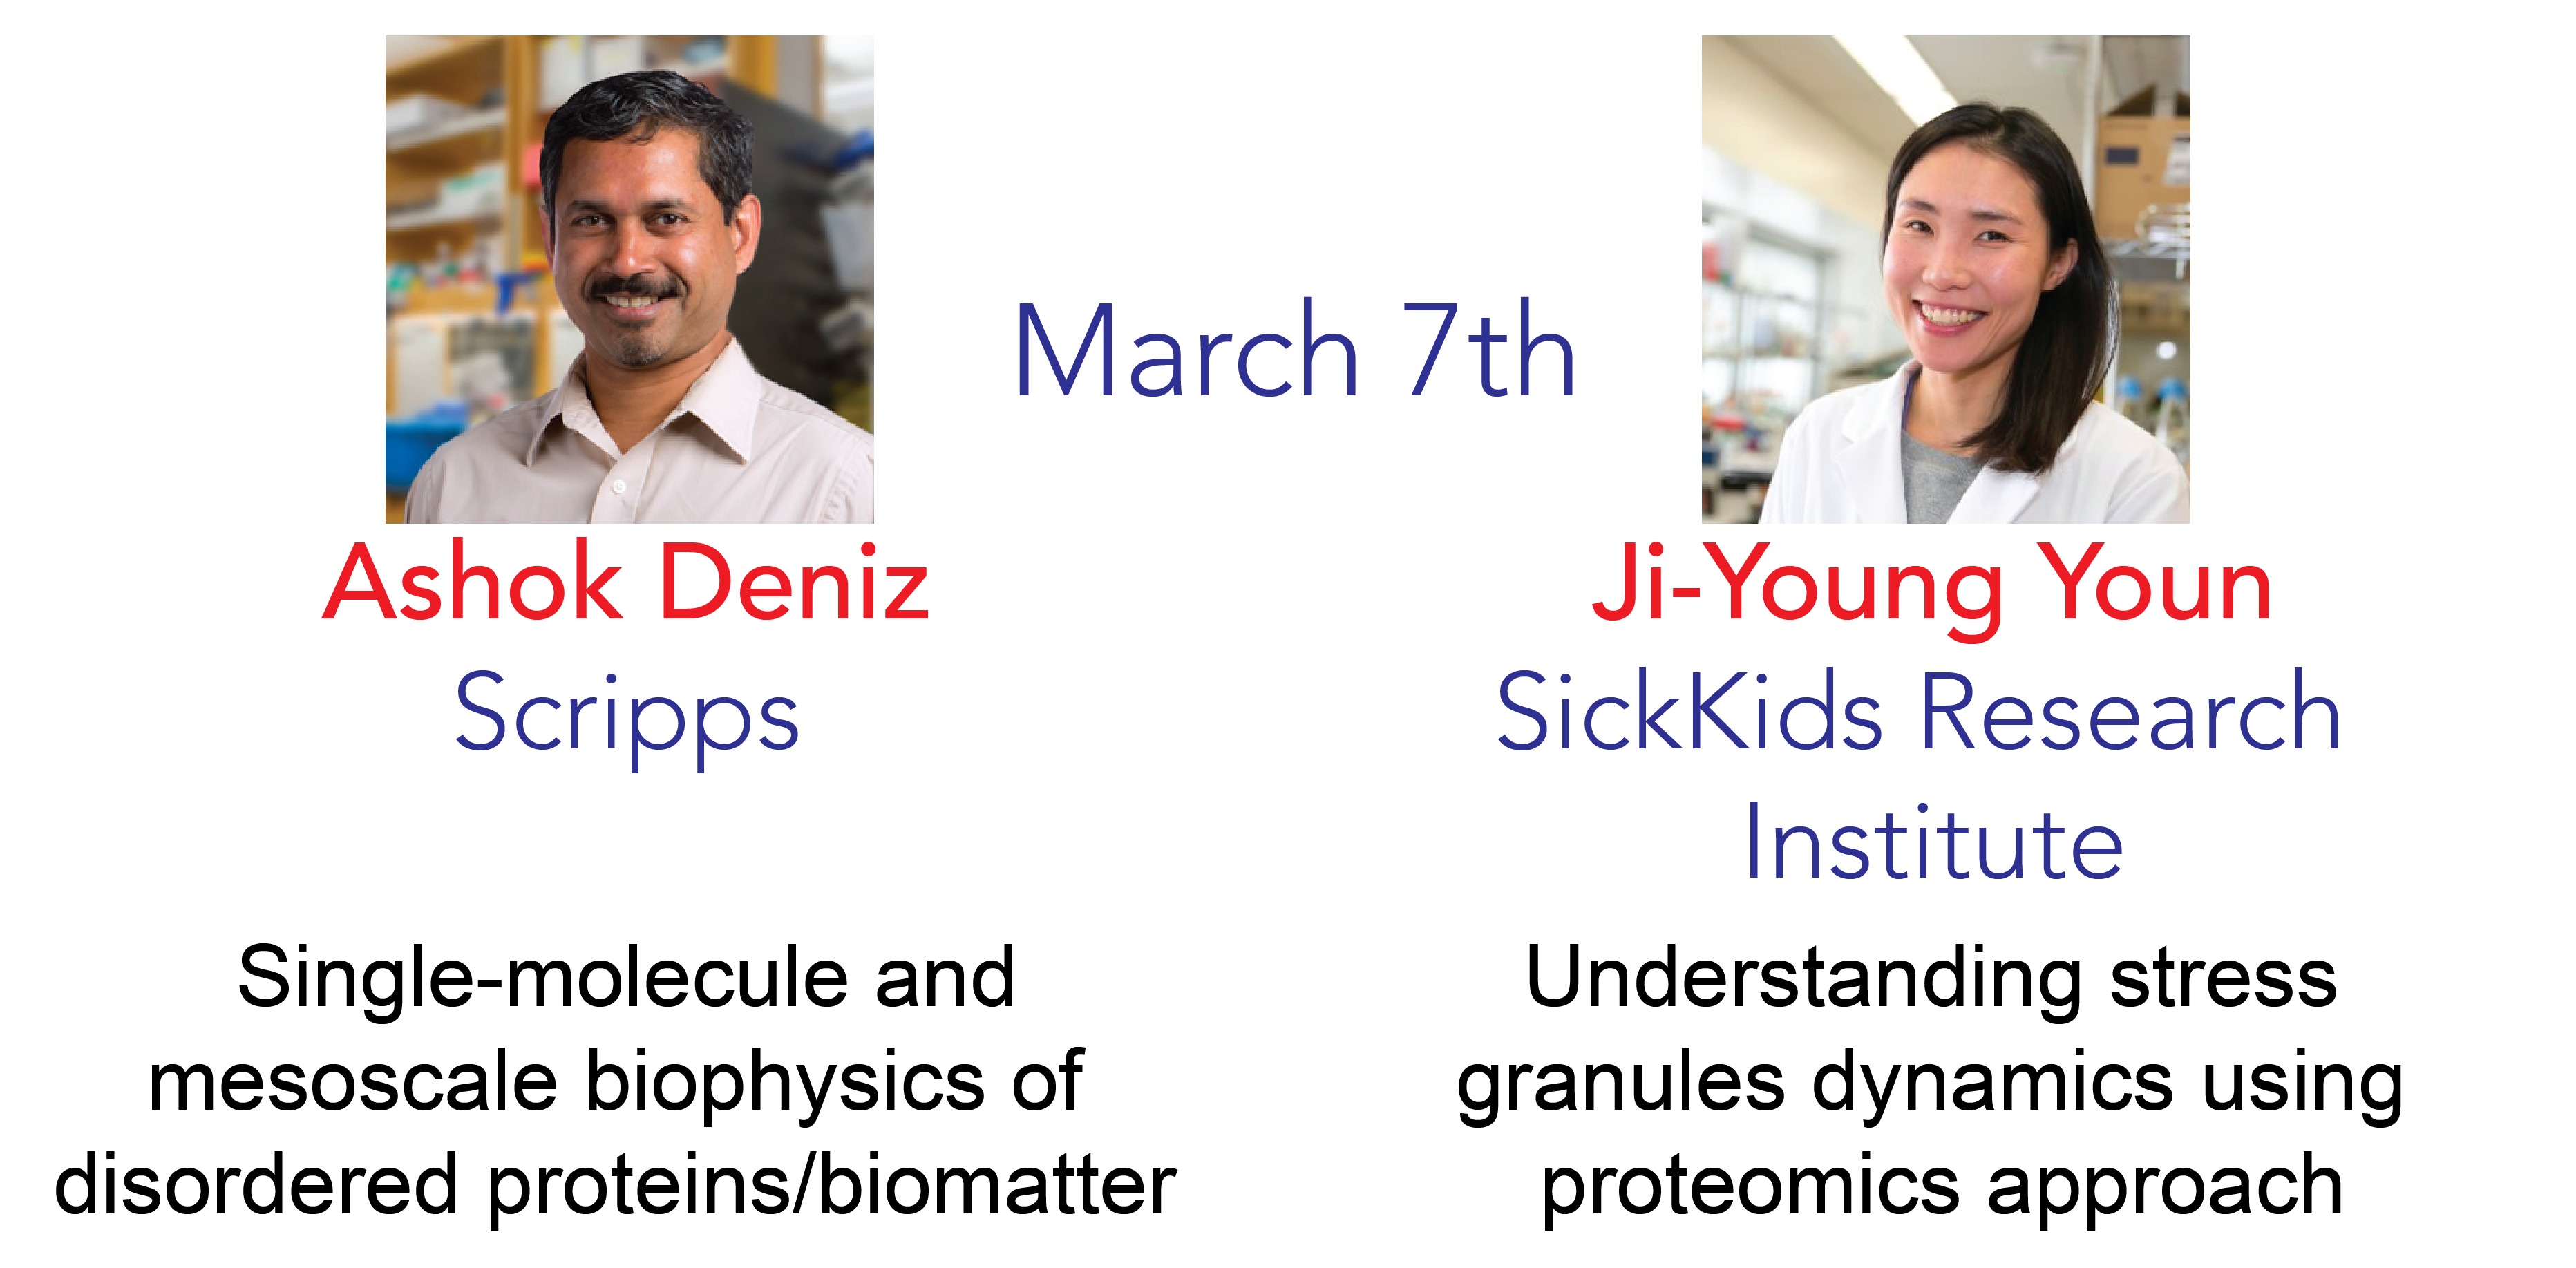 March 7th
Ashok Deniz
Scripps
Single-molecule and
mesoscale biophysics of
disordered proteins/biomatter
Ji-Young Youn
SickKids Research
Institute
Understanding stress
granules dynamics using
proteomics approach